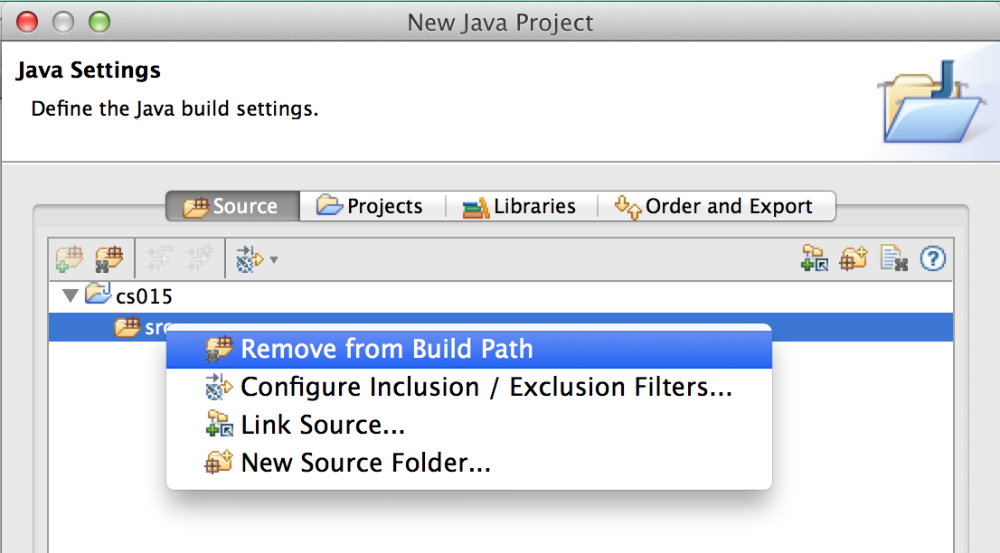 New Java Project
Java Settings
Define the Java build settings.
Source Projects Libraries Order and Export
cs015
src
Remove from Build Path
Configure Inclusion / Exclusion Filters...
Link Source...
New Source Folder...